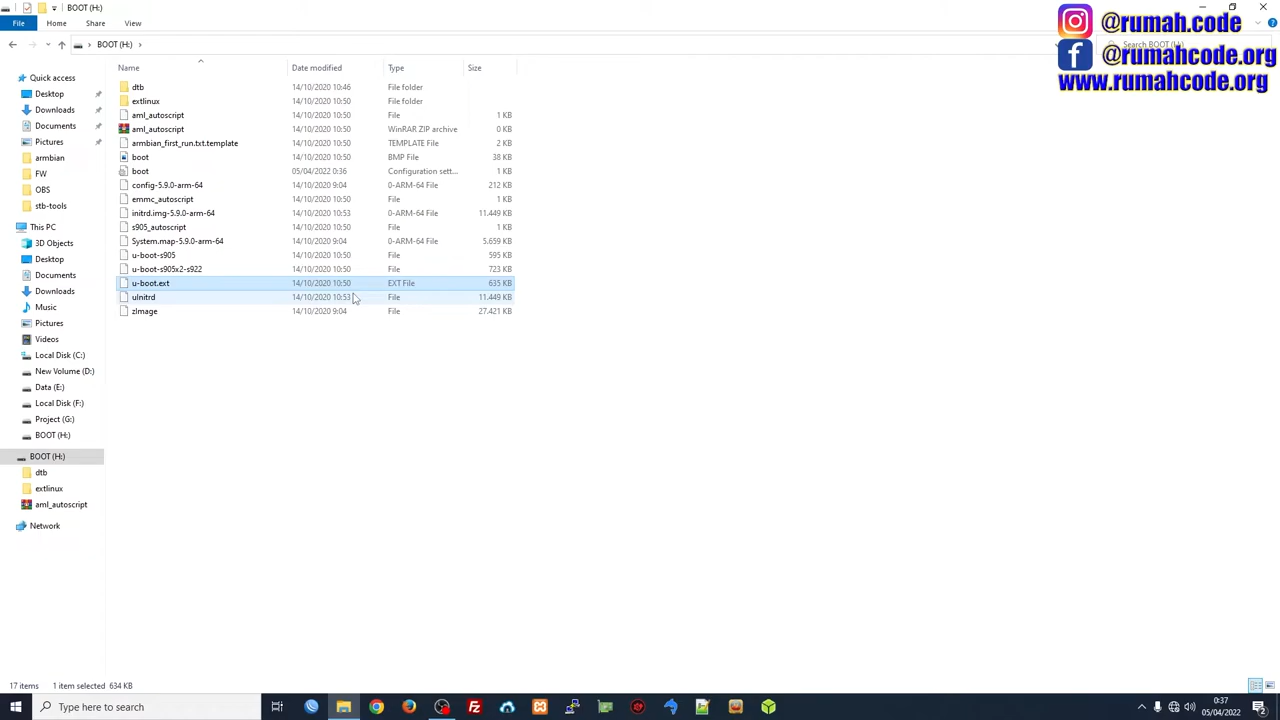 BOOT (H:)
File Home Share View
BOOT (H:)
Search BOOT (H:)
@rumah.code
@rumahcode.org
www.rumahcode.org
Name Date modified Type Size
dtb 14/10/2020 10:46 File folder
extlinux 14/10/2020 10:50 File folder
aml_autoscript 14/10/2020 10:50 File 1 KB
aml_autoscript 14/10/2020 10:50 WinRAR ZIP archive 0 KB
armbian_first_run.txt.template 14/10/2020 10:50 TEMPLATE File 2 KB
boot 14/10/2020 10:50 BMP File 38 KB
boot 05/04/2022 0:36 Configuration sett... 1 KB
config-5.9.0-arm-64 14/10/2020 9:04 0-ARM-64 File 212 KB
emmc_autoscript 14/10/2020 10:50 File 1 KB
initrd.img-5.9.0-arm-64 14/10/2020 10:53 0-ARM-64 File 11.449 KB
s905_autoscript 14/10/2020 10:50 File 1 KB
System.map-5.9.0-arm-64 14/10/2020 9:04 0-ARM-64 File 5.659 KB
u-boot-s905 14/10/2020 10:50 File 595 KB
u-boot-s905x2-s922 14/10/2020 10:50 File 723 KB
u-boot.ext 14/10/2020 10:50 EXT File 635 KB
uInitrd 14/10/2020 10:53 File 11.449 KB
zImage 14/10/2020 9:04 File 27.421 KB
Quick access
Desktop
Downloads
Documents
Pictures
armbian
FW
OBS
stb-tools
This PC
3D Objects
Desktop
Documents
Downloads
Music
Pictures
Videos
Local Disk (C:)
New Volume (D:)
Data (E:)
Local Disk (F:)
Project (G:)
BOOT (H:)
BOOT (H:)
dtb
extlinux
aml_autoscript
Network
17 items 1 item selected 634 KB
Type here to search
0:37
05/04/2022
2